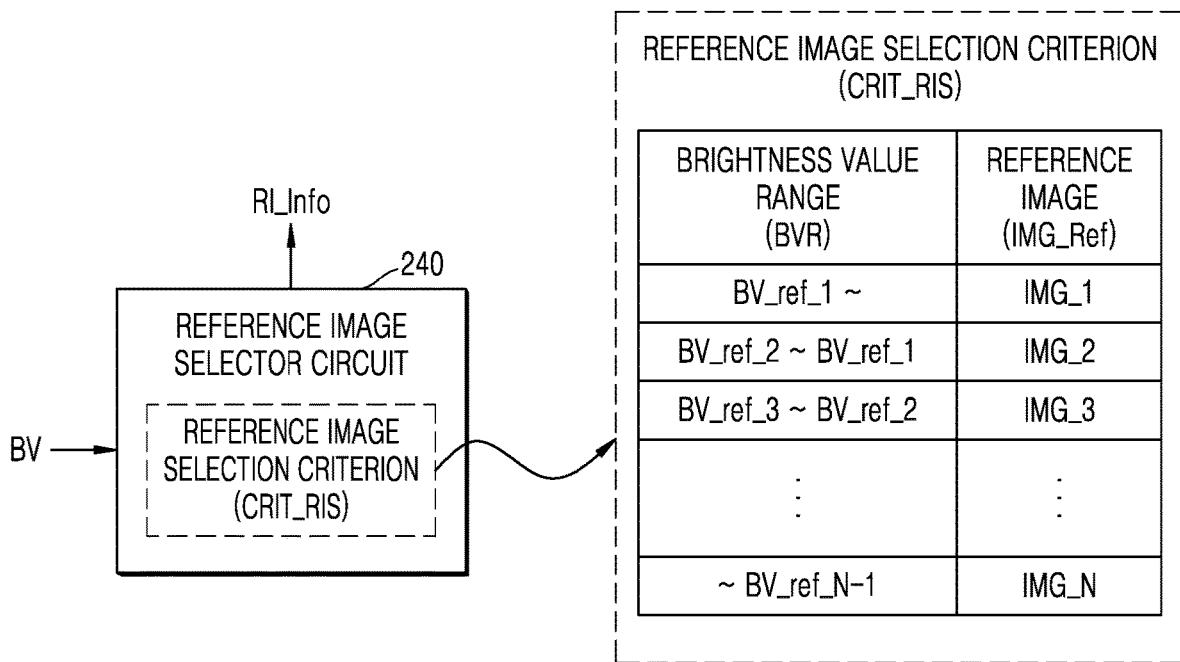 RI_Info
240
REFERENCE IMAGE
SELECTOR CIRCUIT
BV
REFERENCE IMAGE
SELECTION CRITERION
(CRIT_RIS)
REFERENCE IMAGE SELECTION CRITERION
(CRIT_RIS)
BRIGHTNESS VALUE
RANGE
(BVR)
REFERENCE
IMAGE
(IMG_Ref)
BV_ref_1 ~
IMG_1
BV_ref_2 ~ BV_ref_1
IMG_2
BV_ref_3 ~ BV_ref_2
IMG_3
~ BV_ref_N-1
IMG_N